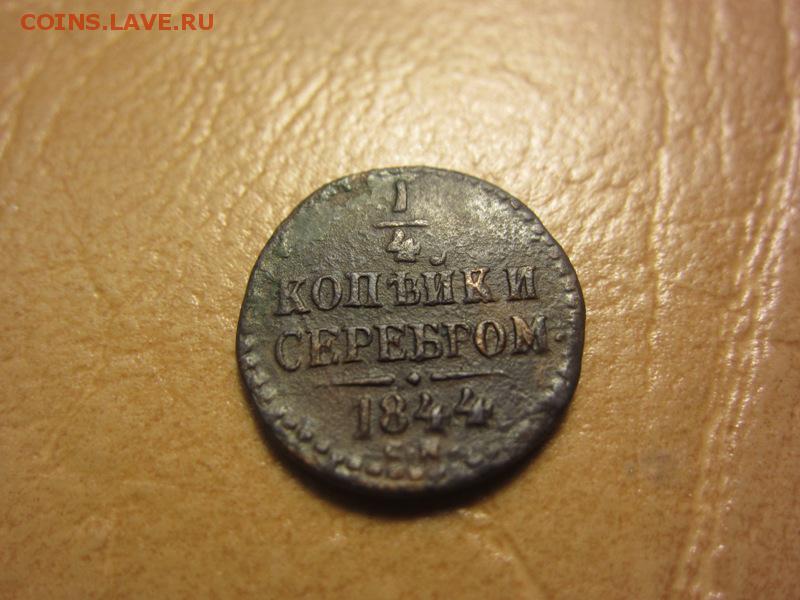 COINS.LAVE.RU
1
4
КОПѢЙКИ
СЕРЕБРОМ
1844
С.М